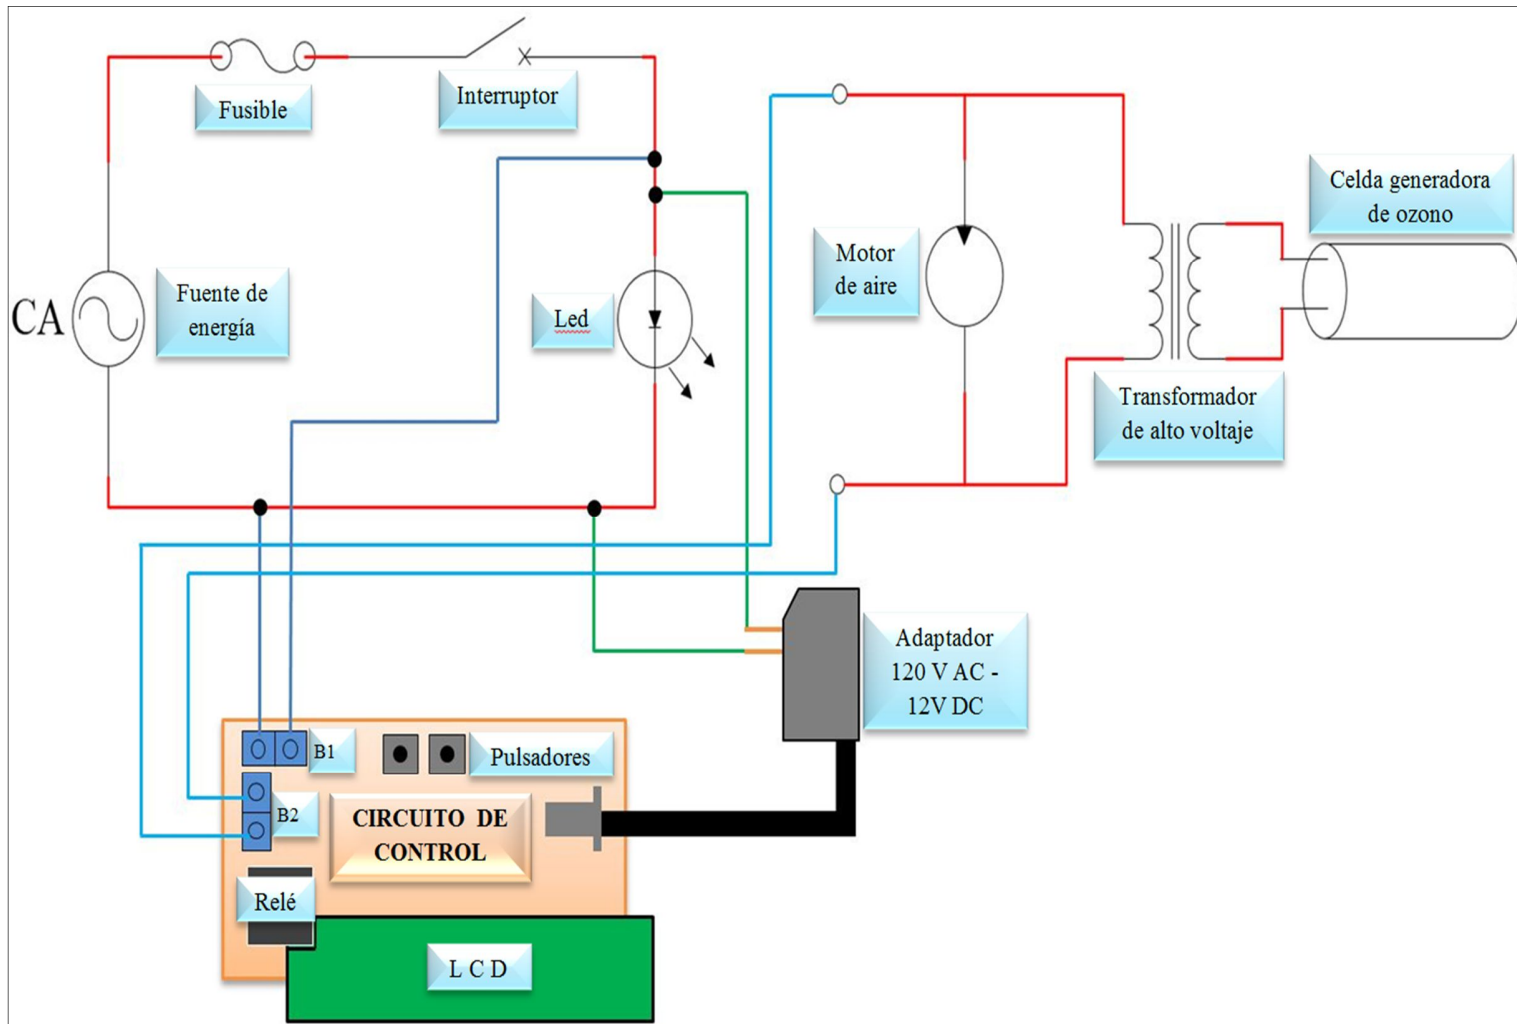 Fusible
Interruptor
Celda generadora
de ozono
Motor
de aire
CA
Fuente de
energía
Led
Transformador
de alto voltaje
Adaptador
120 V AC -
12V DC
B1
Pulsadores
B2
CIRCUITO DE
CONTROL
Relé
L C D